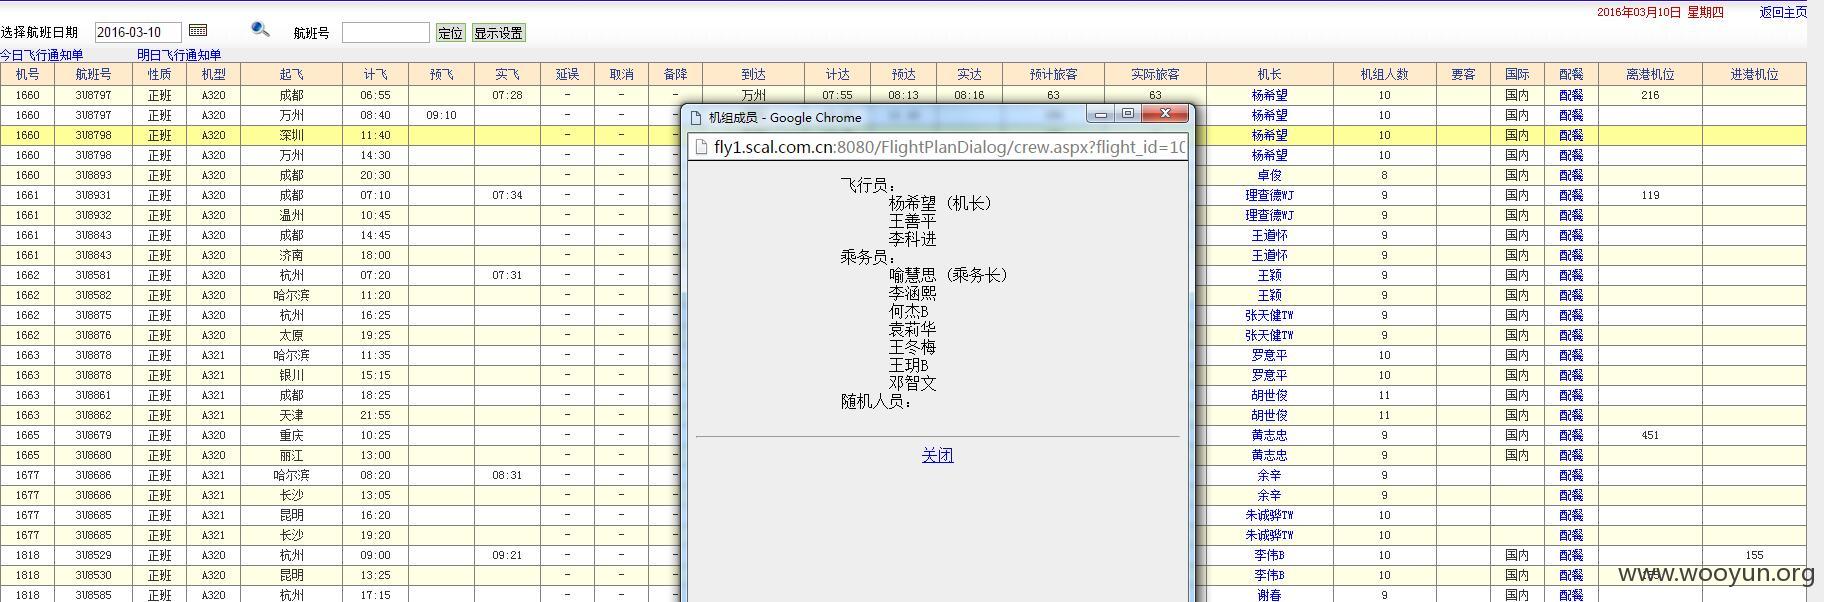 2016年03月10日 星期四 返回主页
选择航班日期 2016-03-10 航班号 定位 显示设置
今日飞行通知单 明日飞行通知单
机号 航班号 性质 机型 起飞 计飞 预飞 实飞 延误 取消 备降 到达 计达 预达 实达 预计旅客 实际旅客 机长 机组人数 要客 国际 配餐 离港机位 进港机位
1660 3U8797 正班 A320 成都 06:55 07:28 - - - 万州 07:55 08:13 08:16 63 63 杨希望 10 国内 配餐 216
1660 3U8797 正班 A320 万州 08:40 09:10 - - - 杨希望 10 国内 配餐
1660 3U8798 正班 A320 深圳 11:40 - - - 杨希望 10 国内 配餐
1660 3U8798 正班 A320 万州 14:30 - - - 杨希望 10 国内 配餐
1660 3U8893 正班 A320 成都 20:30 - - - 卓俊 8 国内 配餐
1661 3U8931 正班 A320 成都 07:10 07:34 - - - 理查德WJ 9 国内 配餐 119
1661 3U8932 正班 A320 温州 10:45 - - - 理查德WJ 9 国内 配餐
1661 3U8843 正班 A320 成都 14:45 - - - 王道怀 9 国内 配餐
1661 3U8843 正班 A320 济南 18:00 - - - 王道怀 9 国内 配餐
1662 3U8581 正班 A320 杭州 07:20 07:31 - - - 王颖 9 国内 配餐
1662 3U8582 正班 A320 哈尔滨 11:20 - - - 王颖 9 国内 配餐
1662 3U8875 正班 A320 杭州 16:25 - - - 张天健TW 9 国内 配餐
1662 3U8876 正班 A320 太原 19:25 - - - 张天健TW 9 国内 配餐
1663 3U8878 正班 A321 哈尔滨 11:35 - - - 罗意平 10 国内 配餐
1663 3U8878 正班 A321 银川 15:15 - - - 罗意平 10 国内 配餐
1663 3U8861 正班 A321 成都 18:25 - - - 胡世俊 11 国内 配餐
1663 3U8862 正班 A321 天津 21:55 - - - 胡世俊 11 国内 配餐
1665 3U8679 正班 A320 重庆 10:25 - - - 黄志忠 9 国内 配餐 451
1665 3U8680 正班 A320 丽江 13:00 - - - 黄志忠 9 国内 配餐
1677 3U8686 正班 A321 哈尔滨 08:20 08:31 - - - 余辛 9 配餐
1677 3U8686 正班 A321 长沙 13:05 - - - 余辛 9 配餐
1677 3U8685 正班 A321 昆明 16:20 - - - 朱诚骅TW 9 配餐
1677 3U8685 正班 A321 长沙 19:20 - - - 朱诚骅TW 9 配餐
1818 3U8529 正班 A320 杭州 09:00 09:21 - - - 李伟B 10 国内 配餐 155
1818 3U8530 正班 A320 昆明 13:25 - - - 李伟B 10 国内 配餐
1818 3U8585 正班 A320 杭州 17:15 - - - 谢春 9 国内 配餐
机组成员 - Google Chrome
fly1.scal.com.cn:8080/FlightPlanDialog/crew.aspx?flight_id=10
飞行员：
杨希望（机长）
王善平
李科进
乘务员：
喻慧思（乘务长）
李涵熙
何杰B
袁莉华
王冬梅
王玥B
邓智文
随机人员：
关闭
www.wooyun.org